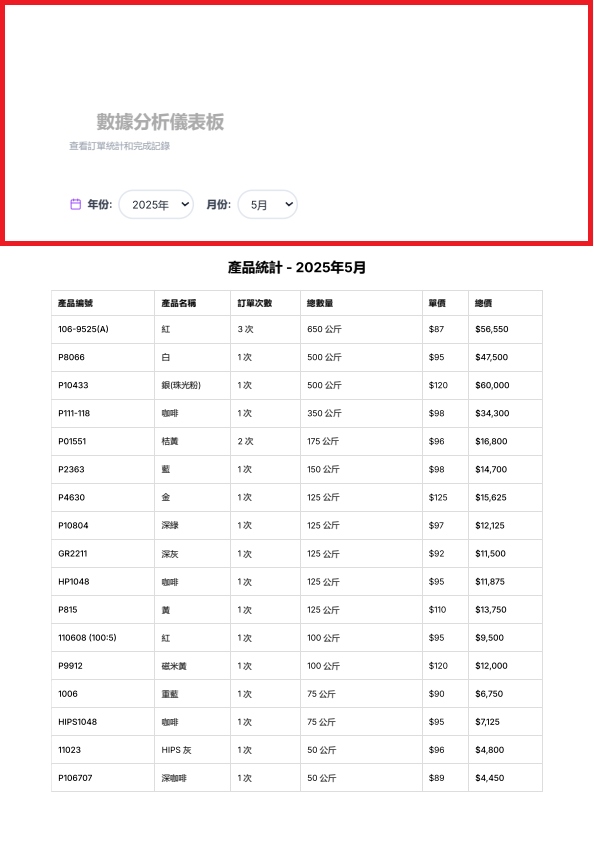 數據分析儀表板
查看訂單統計和完成記錄
年份: 2025年 月份: 5月
產品統計 - 2025年5月
產品編號 產品名稱 訂單次數 總數量 單價 總價
106-9525(A) 紅 3 次 650 公斤 $87 $56,550
P8066 白 1 次 500 公斤 $95 $47,500
P10433 銀(珠光粉) 1 次 500 公斤 $120 $60,000
P111-118 咖啡 1 次 350 公斤 $98 $34,300
P01551 桔黃 2 次 175 公斤 $96 $16,800
P2363 藍 1 次 150 公斤 $98 $14,700
P4630 金 1 次 125 公斤 $125 $15,625
P10804 深綠 1 次 125 公斤 $97 $12,125
GR2211 深灰 1 次 125 公斤 $92 $11,500
HP1048 咖啡 1 次 125 公斤 $95 $11,875
P815 黃 1 次 125 公斤 $110 $13,750
110608 (100:5) 紅 1 次 100 公斤 $95 $9,500
P9912 磁米黃 1 次 100 公斤 $120 $12,000
1006 重藍 1 次 75 公斤 $90 $6,750
HIPS1048 咖啡 1 次 75 公斤 $95 $7,125
11023 HIPS 灰 1 次 50 公斤 $96 $4,800
P106707 深咖啡 1 次 50 公斤 $89 $4,450